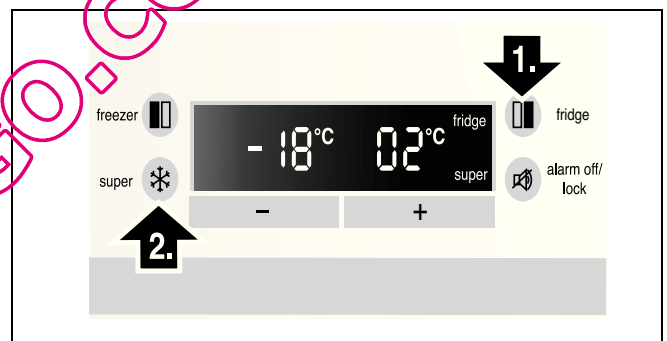 1.
freezer
-18°C 02°C fridge
fridge
super
super
alarm off/
lock
- +
2.